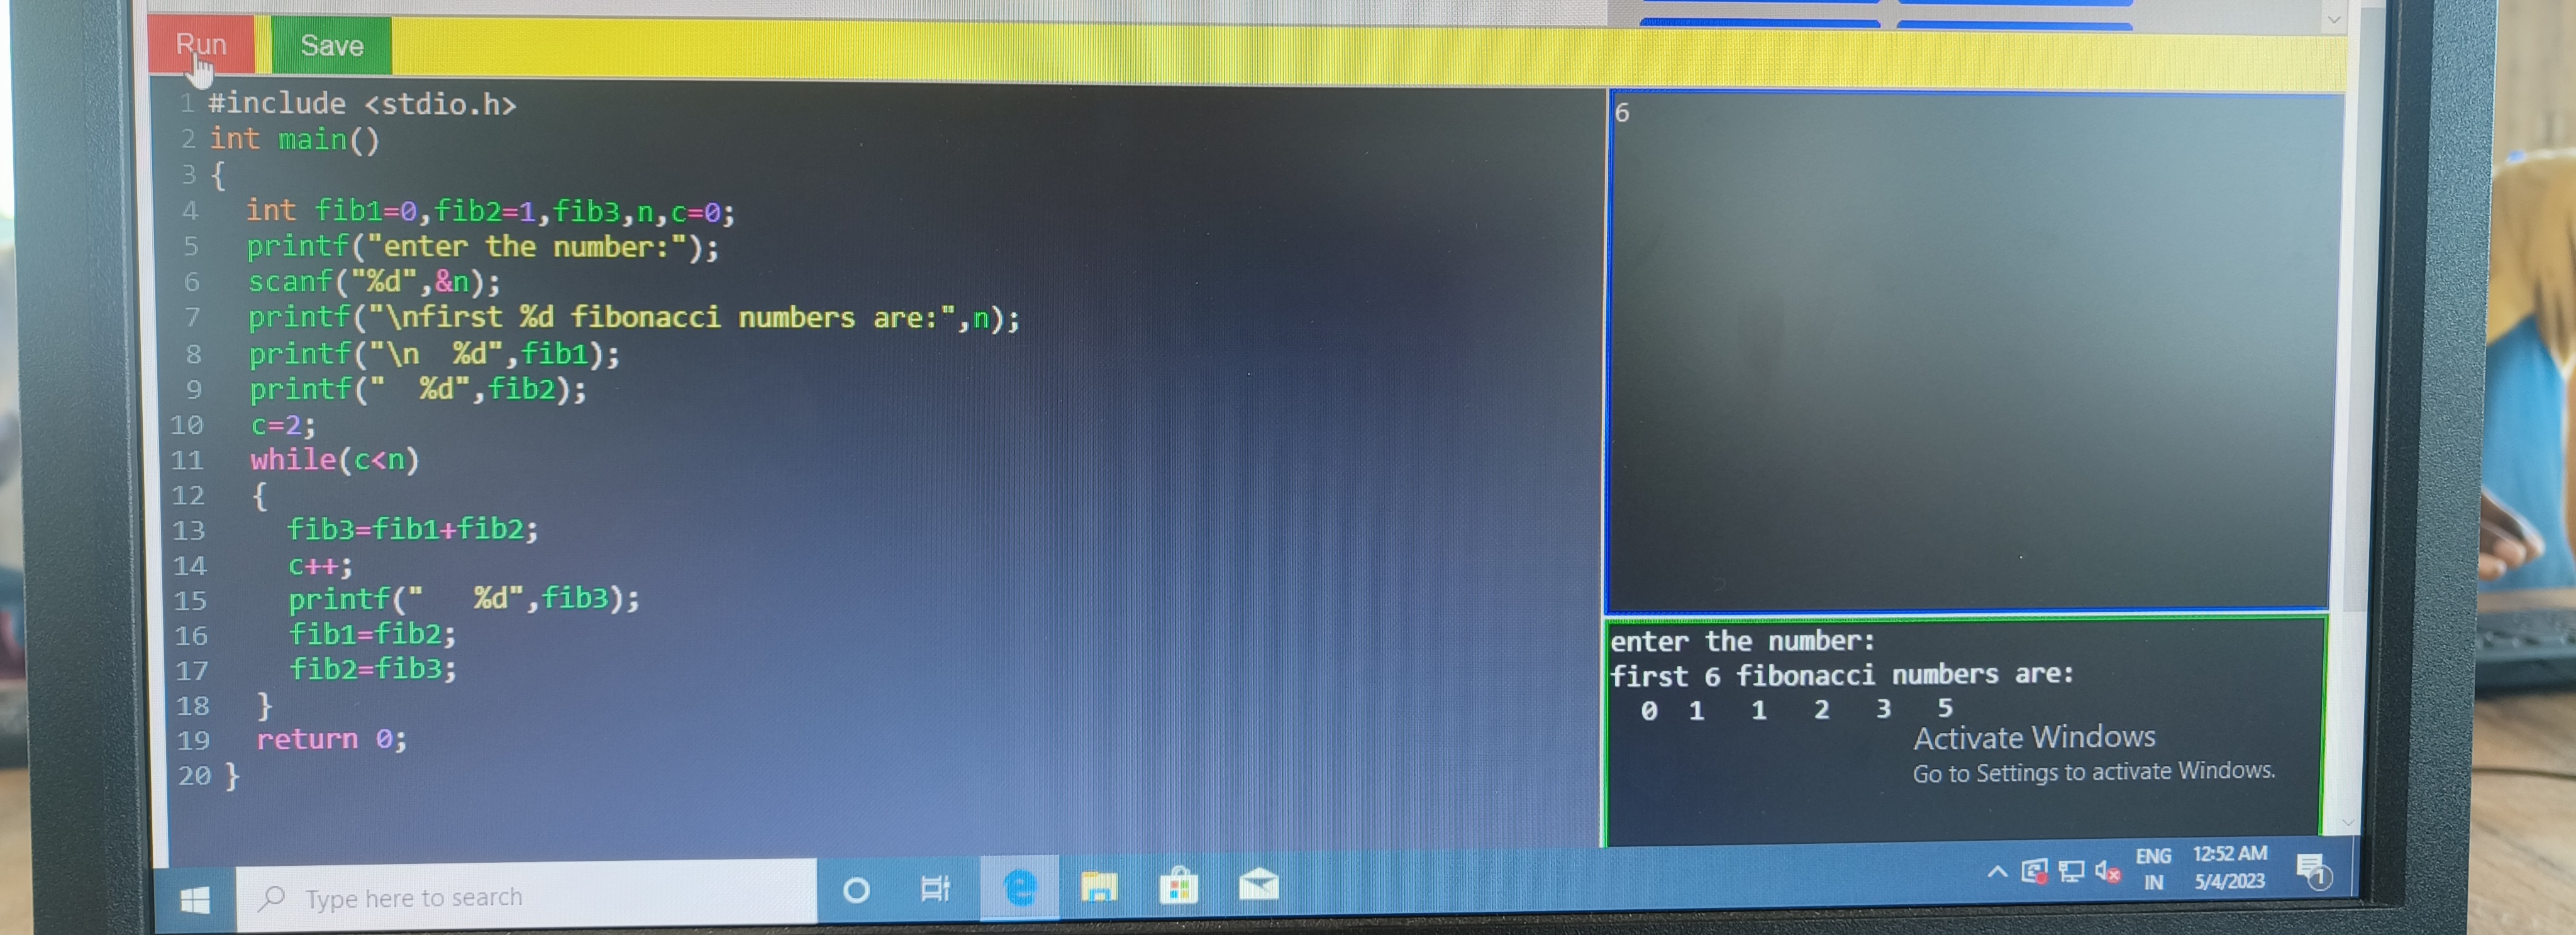 Run Save
1 #include <stdio.h>
2 int main()
3 {
4 int fib1=0,fib2=1,fib3,n,c=0;
5 printf("enter the number:");
6 scanf("%d",&n);
7 printf("\nfirst %d fibonacci numbers are:",n);
8 printf("\n  %d",fib1);
9 printf("  %d",fib2);
10 c=2;
11 while(c<n)
12 {
13 fib3=fib1+fib2;
14 c++;
15 printf("   %d",fib3);
16 fib1=fib2;
17 fib2=fib3;
18 }
19 return 0;
20 }
6
enter the number:
first 6 fibonacci numbers are:
0  1   1   2   3   5
Activate Windows
Go to Settings to activate Windows.
Type here to search
ENG 12:52 AM
IN 5/4/2023
1